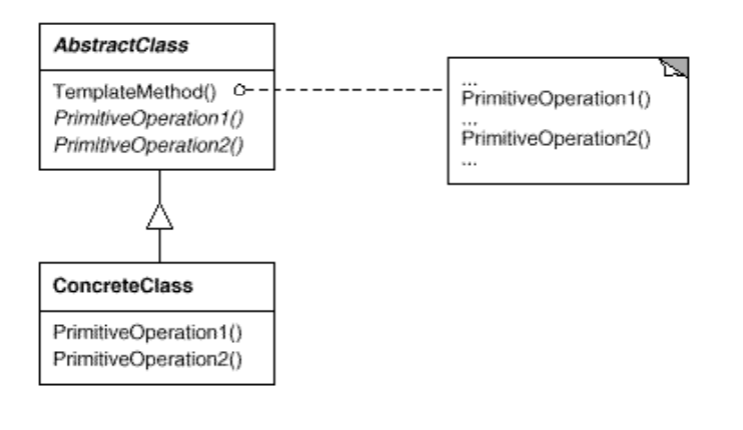 AbstractClass
TemplateMethod()
PrimitiveOperation1()
PrimitiveOperation2()
...
PrimitiveOperation1()
...
PrimitiveOperation2()
...
ConcreteClass
PrimitiveOperation1()
PrimitiveOperation2()